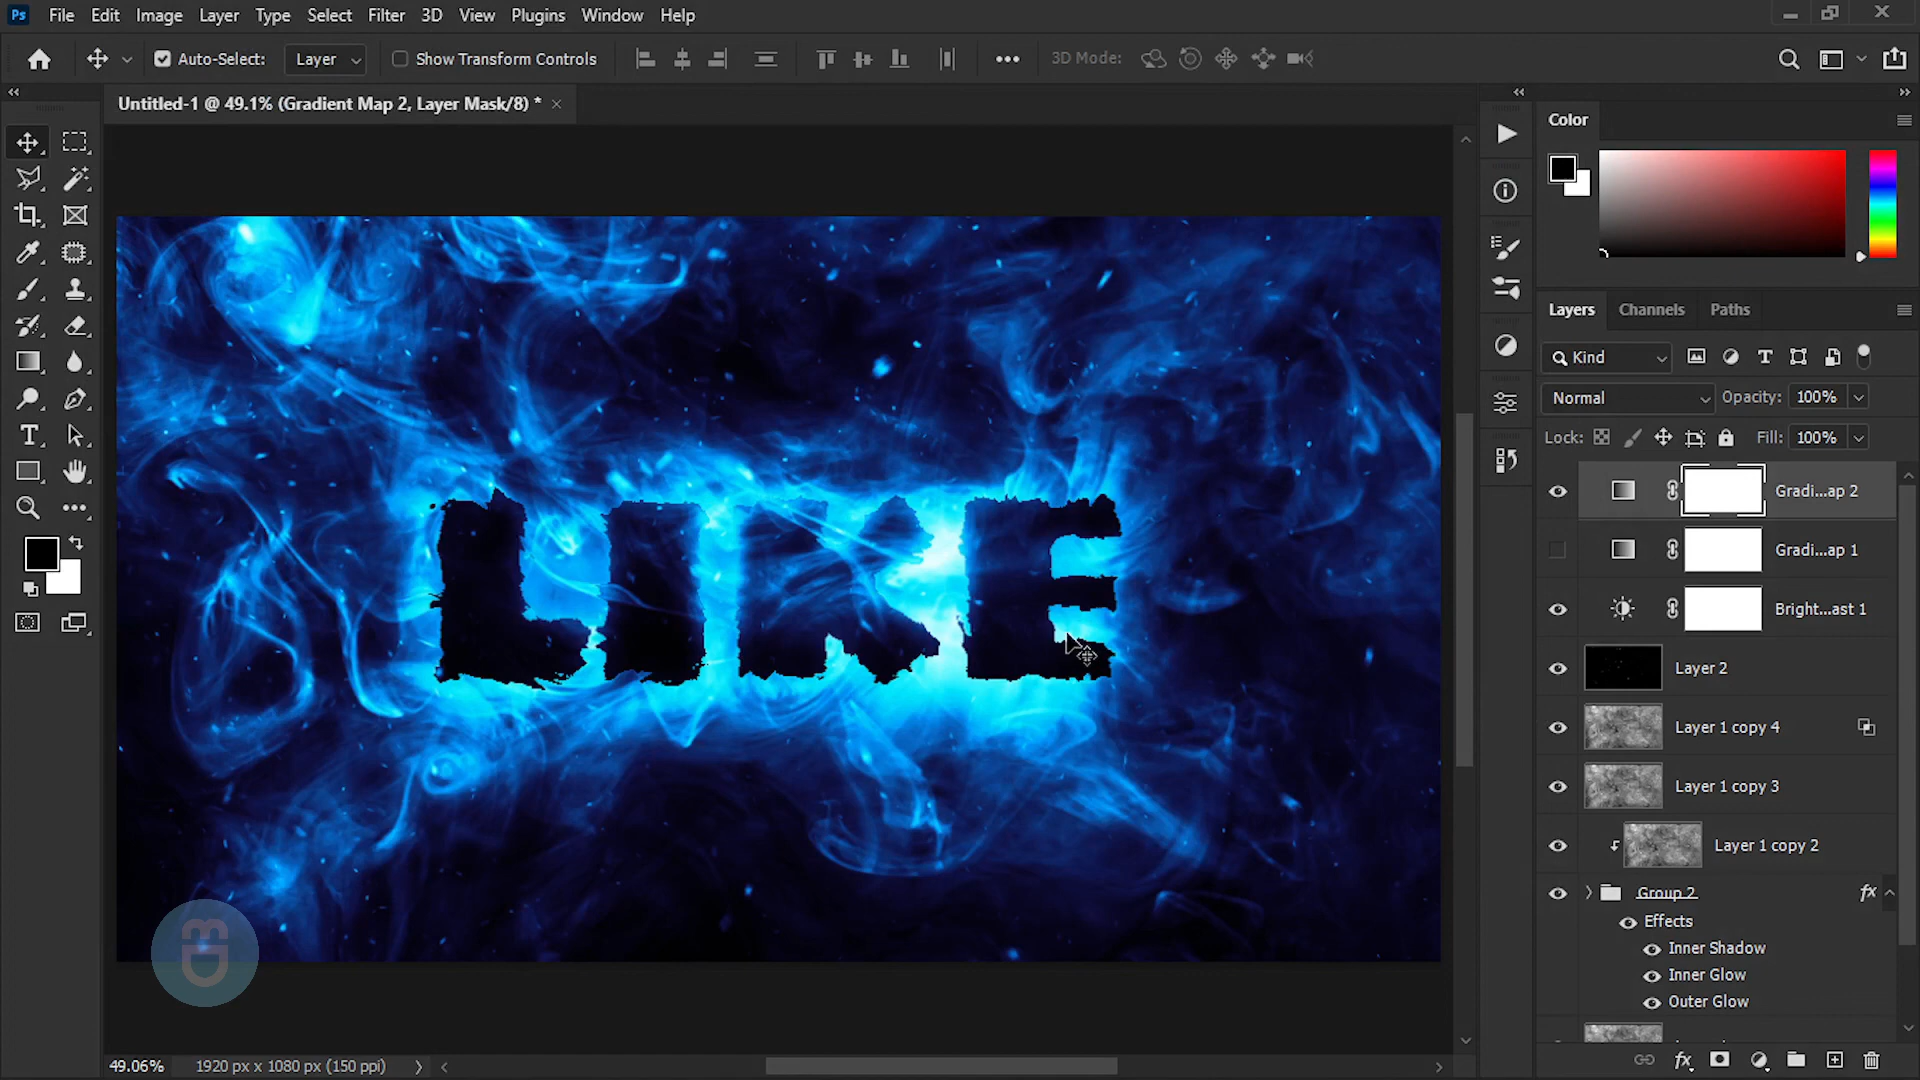 Ps File Edit Image Layer Type Select Filter 3D View Plugins Window Help
Auto-Select: Layer Show Transform Controls 3D Mode:
Untitled-1 @ 49.1% (Gradient Map 2, Layer Mask/8) *
Color
Layers Channels Paths
Kind
Normal Opacity: 100%
Lock: Fill: 100%
Gradi...ap 2
Gradi...ap 1
Bright...ast 1
Layer 2
Layer 1 copy 4
Layer 1 copy 3
Layer 1 copy 2
Group 2 fx
Effects
Inner Shadow
Inner Glow
Outer Glow
LIKE
49.06% 1920 px x 1080 px (150 ppi)
fx